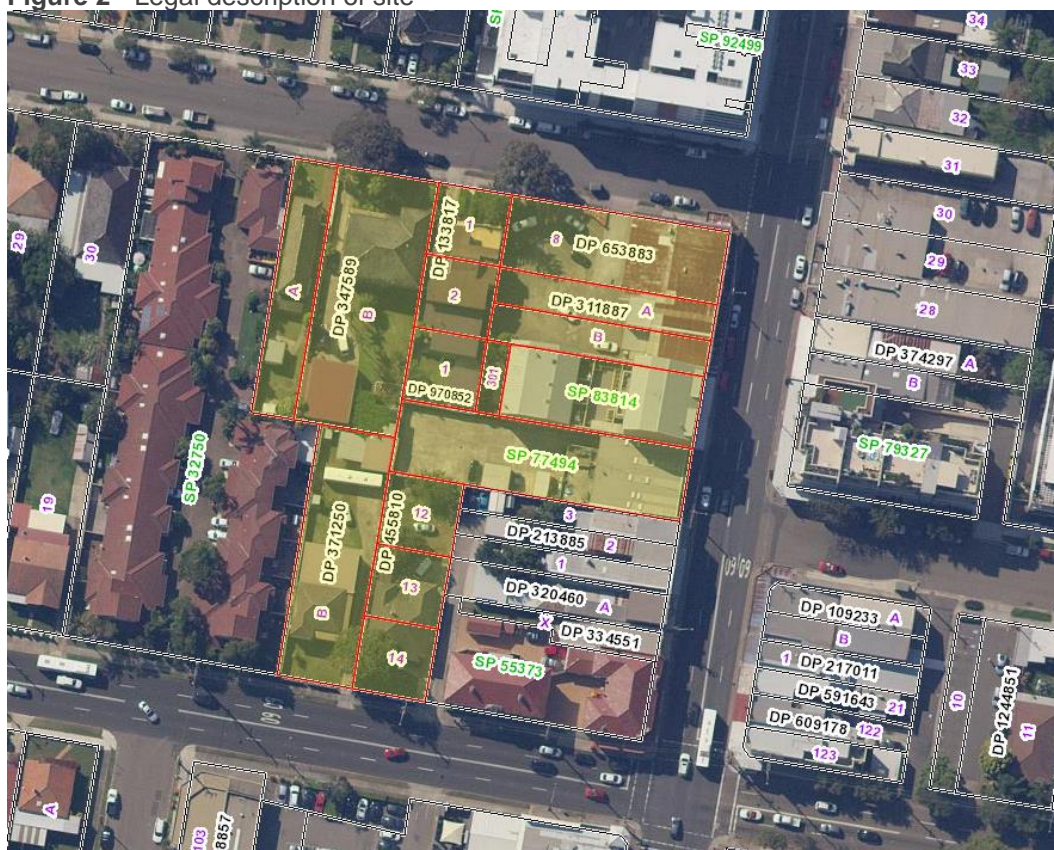 Figure 2 - Legal description of site
SP 92499
34
33
32
31
30
29
28
DP 374297
A
B
SP 79327
29
30
A
DP 347589
B
DP 133817
1
2
8
DP 653883
DP 311887
A
B
1
DP 970852
301
SP 83814
SP 77494
SP 32750
19
DP 371250
B
DP 455810
12
13
14
3
DP 213885
2
1
DP 320460
A
X
DP 334551
SP 55373
60
60
60
DP 109233
A
B
1
DP 217011
DP 591643
21
DP 609178
122
123
10
DP 1244851
11
A
103
8857